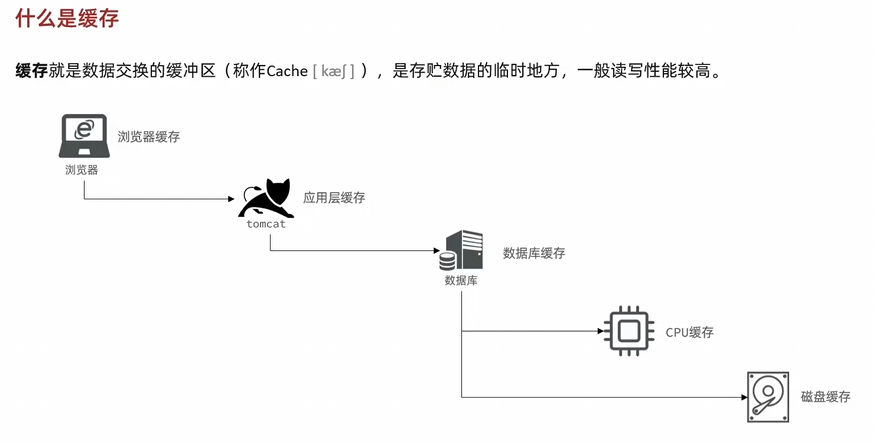 什么是缓存
缓存就是数据交换的缓冲区（称作Cache [ kæʃ ] ），是存贮数据的临时地方，一般读写性能较高。
浏览器缓存
浏览器
应用层缓存
tomcat
数据库缓存
数据库
CPU缓存
磁盘缓存